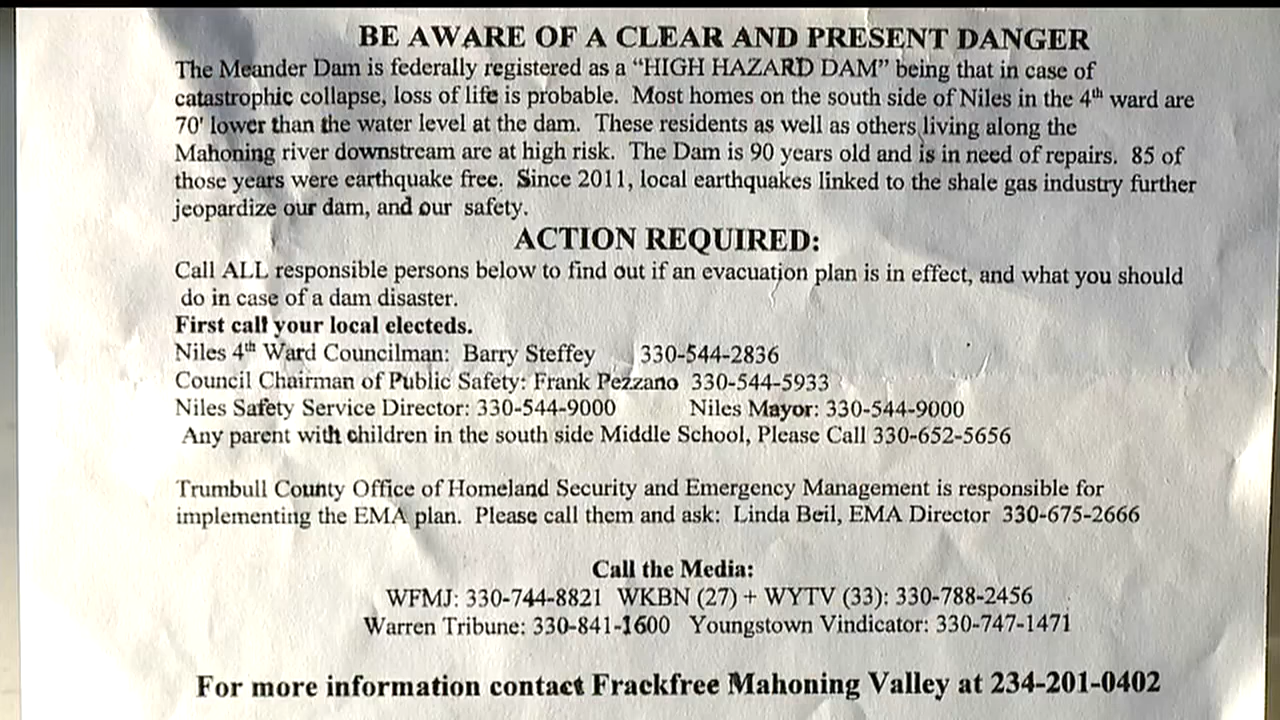 BE AWARE OF A CLEAR AND PRESENT DANGER
The Meander Dam is federally registered as a “HIGH HAZARD DAM” being that in case of
catastrophic collapse, loss of life is probable. Most homes on the south side of Niles in the 4th ward are
70' lower than the water level at the dam. These residents as well as others living along the
Mahoning river downstream are at high risk. The Dam is 90 years old and is in need of repairs. 85 of
those years were earthquake free. Since 2011, local earthquakes linked to the shale gas industry further
jeopardize our dam, and our safety.
ACTION REQUIRED:
Call ALL responsible persons below to find out if an evacuation plan is in effect, and what you should
do in case of a dam disaster.
First call your local electeds.
Niles 4th Ward Councilman: Barry Steffey 330-544-2836
Council Chairman of Public Safety: Frank Pezzano 330-544-5933
Niles Safety Service Director: 330-544-9000 Niles Mayor: 330-544-9000
Any parent with children in the south side Middle School, Please Call 330-652-5656
Trumbull County Office of Homeland Security and Emergency Management is responsible for
implementing the EMA plan. Please call them and ask: Linda Beil, EMA Director 330-675-2666
Call the Media:
WFMJ: 330-744-8821 WKBN (27) + WYTV (33): 330-788-2456
Warren Tribune: 330-841-1600 Youngstown Vindicator: 330-747-1471
For more information contact Frackfree Mahoning Valley at 234-201-0402